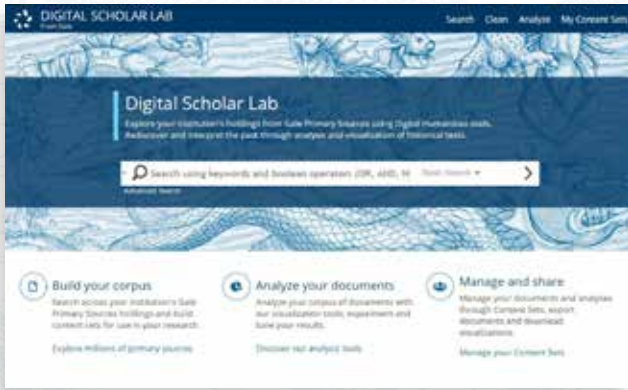 DIGITAL SCHOLAR LAB
From Gale
Search Clean Analyze My Content Sets
Digital Scholar Lab
Explore your institution's holdings from Gale Primary Sources using Digital Humanities tools.
Rediscover and interpret the past through analysis and visualization of historical texts.
Search using keywords and boolean operators (OR, AND, N
Basic Search
Advanced Search
Build your corpus
Search across your institution's Gale
Primary Sources holdings and build
content sets for use in your research.
Explore millions of primary sources
Analyze your documents
Analyze your corpus of documents with
our visualization tools, experiment and
tune your results.
Discover our analysis tools
Manage and share
Manage your documents and analyses
through Content Sets, export
documents and download
visualizations.
Manage your Content Sets